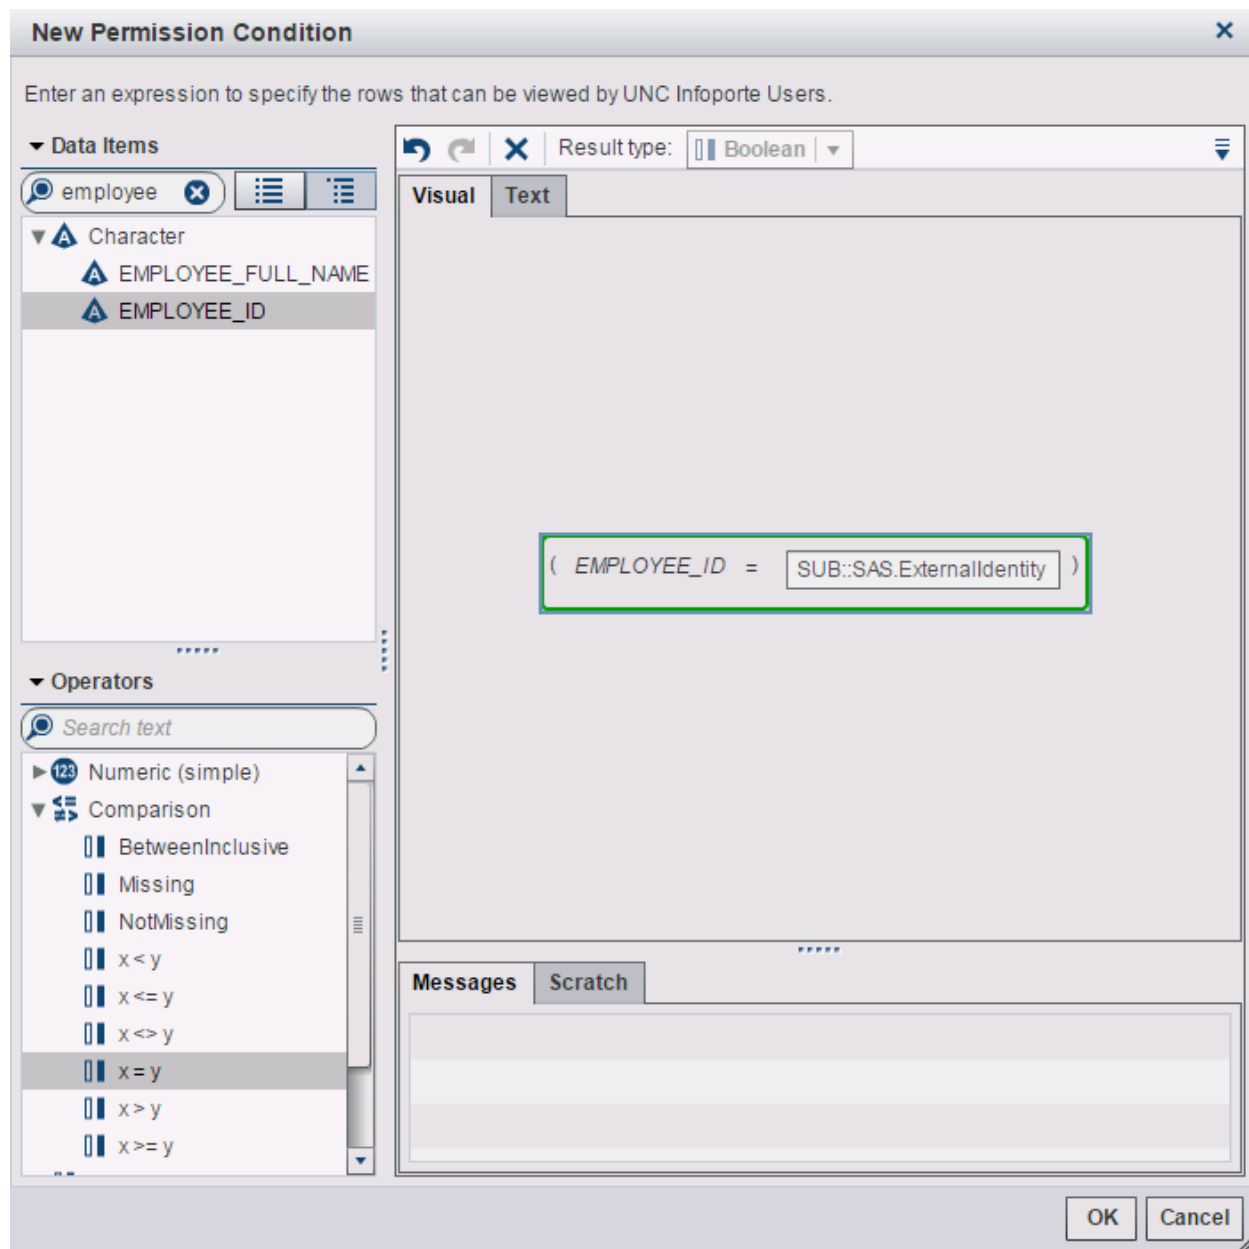 New Permission Condition
Enter an expression to specify the rows that can be viewed by UNC Infoporte Users.
Data Items
employee
Character
EMPLOYEE_FULL_NAME
EMPLOYEE_ID
Operators
Search text
123 Numeric (simple)
Comparison
BetweenInclusive
Missing
NotMissing
x < y
x <= y
x <> y
x = y
x > y
x >= y
Result type: Boolean
Visual Text
( EMPLOYEE_ID = SUB::SAS.ExternalIdentity )
Messages Scratch
OK Cancel